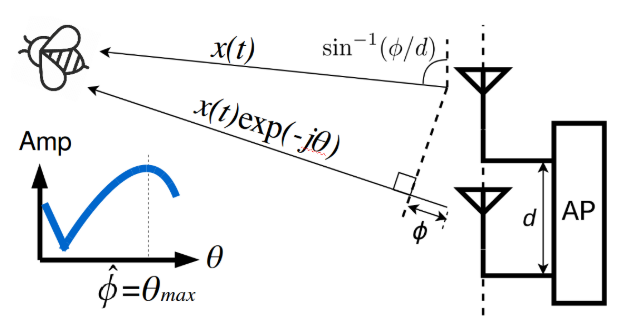 x(t)
sin⁻¹(ϕ/d)
x(t)exp(-jθ)
Amp
θ
ϕ̂=θmax
ϕ
d
AP